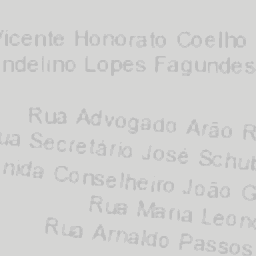 Vicente Honorato Coelho
ndelino Lopes Fagundes
Rua Advogado Arão R
ua Secretário José Schub
nida Conselheiro João G
Rua Maria Leono
Rua Arnaldo Passos